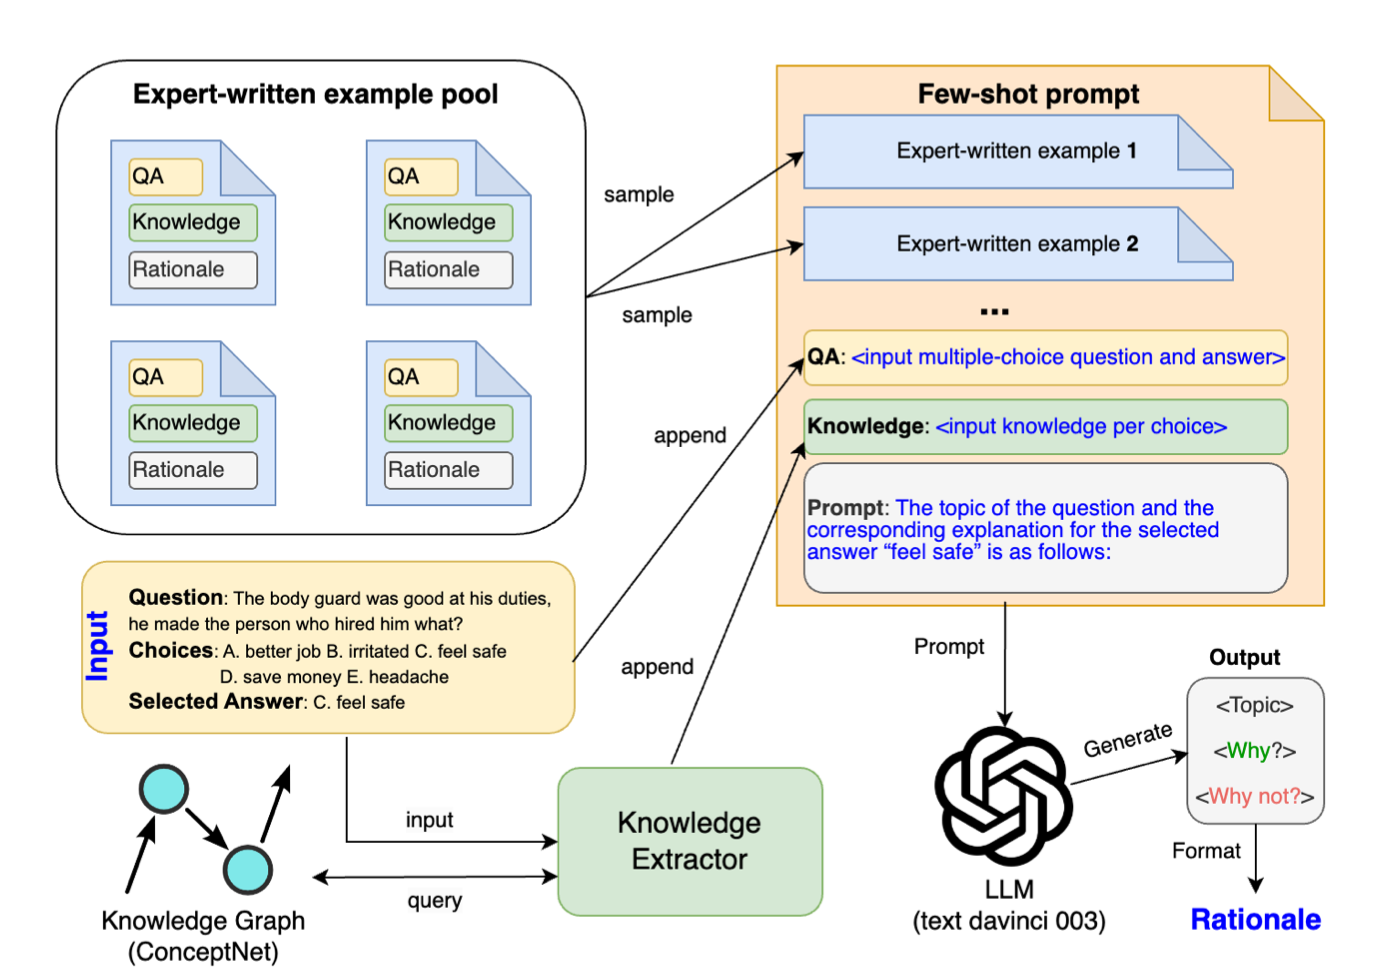 Expert-written example pool
QA
Knowledge
Rationale
QA
Knowledge
Rationale
QA
Knowledge
Rationale
QA
Knowledge
Rationale
sample
sample
Few-shot prompt
Expert-written example 1
Expert-written example 2
...
QA: <input multiple-choice question and answer>
Knowledge: <input knowledge per choice>
Prompt: The topic of the question and the
corresponding explanation for the selected
answer “feel safe” is as follows:
append
append
Input
Question: The body guard was good at his duties,
he made the person who hired him what?
Choices: A. better job B. irritated C. feel safe
D. save money E. headache
Selected Answer: C. feel safe
input
query
Knowledge Graph
(ConceptNet)
Knowledge
Extractor
Prompt
LLM
(text davinci 003)
Generate
Output
<Topic>
<Why?>
<Why not?>
Format
Rationale